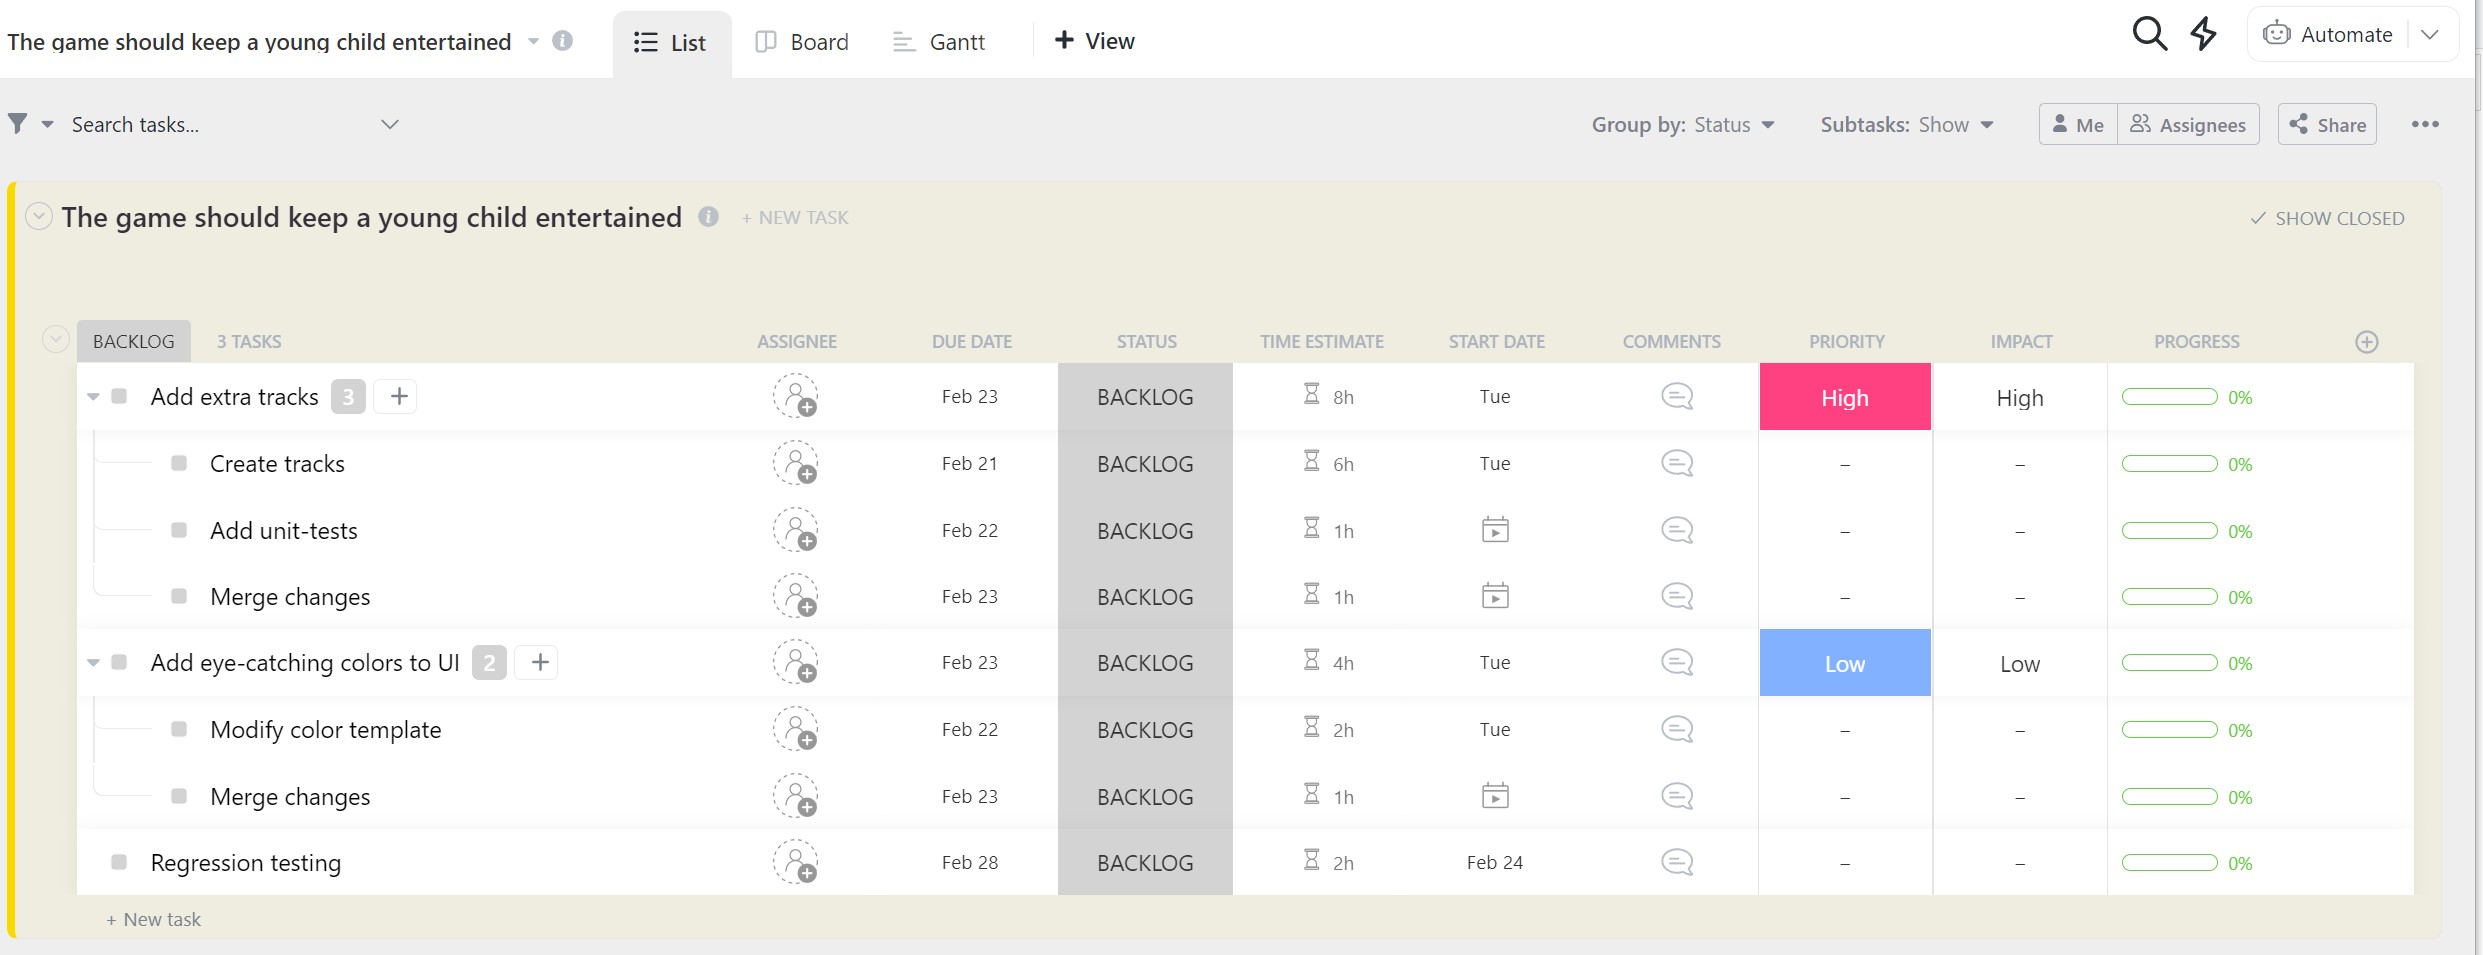 The game should keep a young child entertained List Board Gantt + View Automate
Search tasks... Group by: Status Subtasks: Show Me Assignees Share
The game should keep a young child entertained + NEW TASK SHOW CLOSED
BACKLOG 3 TASKS ASSIGNEE DUE DATE STATUS TIME ESTIMATE START DATE COMMENTS PRIORITY IMPACT PROGRESS
Add extra tracks 3 + Feb 23 BACKLOG 8h Tue High High 0%
Create tracks Feb 21 BACKLOG 6h Tue – – 0%
Add unit-tests Feb 22 BACKLOG 1h – – 0%
Merge changes Feb 23 BACKLOG 1h – – 0%
Add eye-catching colors to UI 2 + Feb 23 BACKLOG 4h Tue Low Low 0%
Modify color template Feb 22 BACKLOG 2h Tue – – 0%
Merge changes Feb 23 BACKLOG 1h – – 0%
Regression testing Feb 28 BACKLOG 2h Feb 24 – – 0%
+ New task